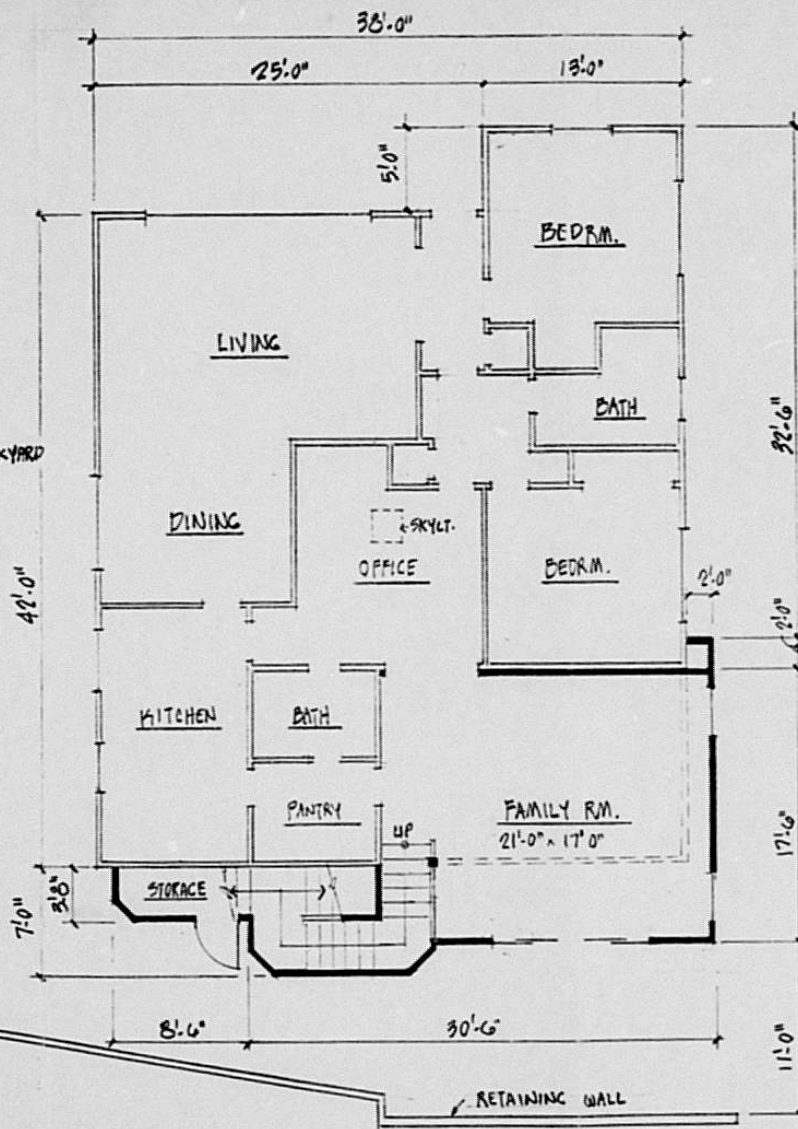 38'-0"
25'-0"
13'-0"
5'-0"
BEDRM.
LIVING
BATH
32'-6"
DINING
SKYLT.
OFFICE
BEDRM.
2'-0"
2'-0"
42'-0"
KITCHEN
BATH
PANTRY
UP
FAMILY RM.
21'-0" x 17'0"
17'-6"
STORAGE
3'8"
7'-0"
8'-6"
30'-6"
11'-0"
RETAINING WALL